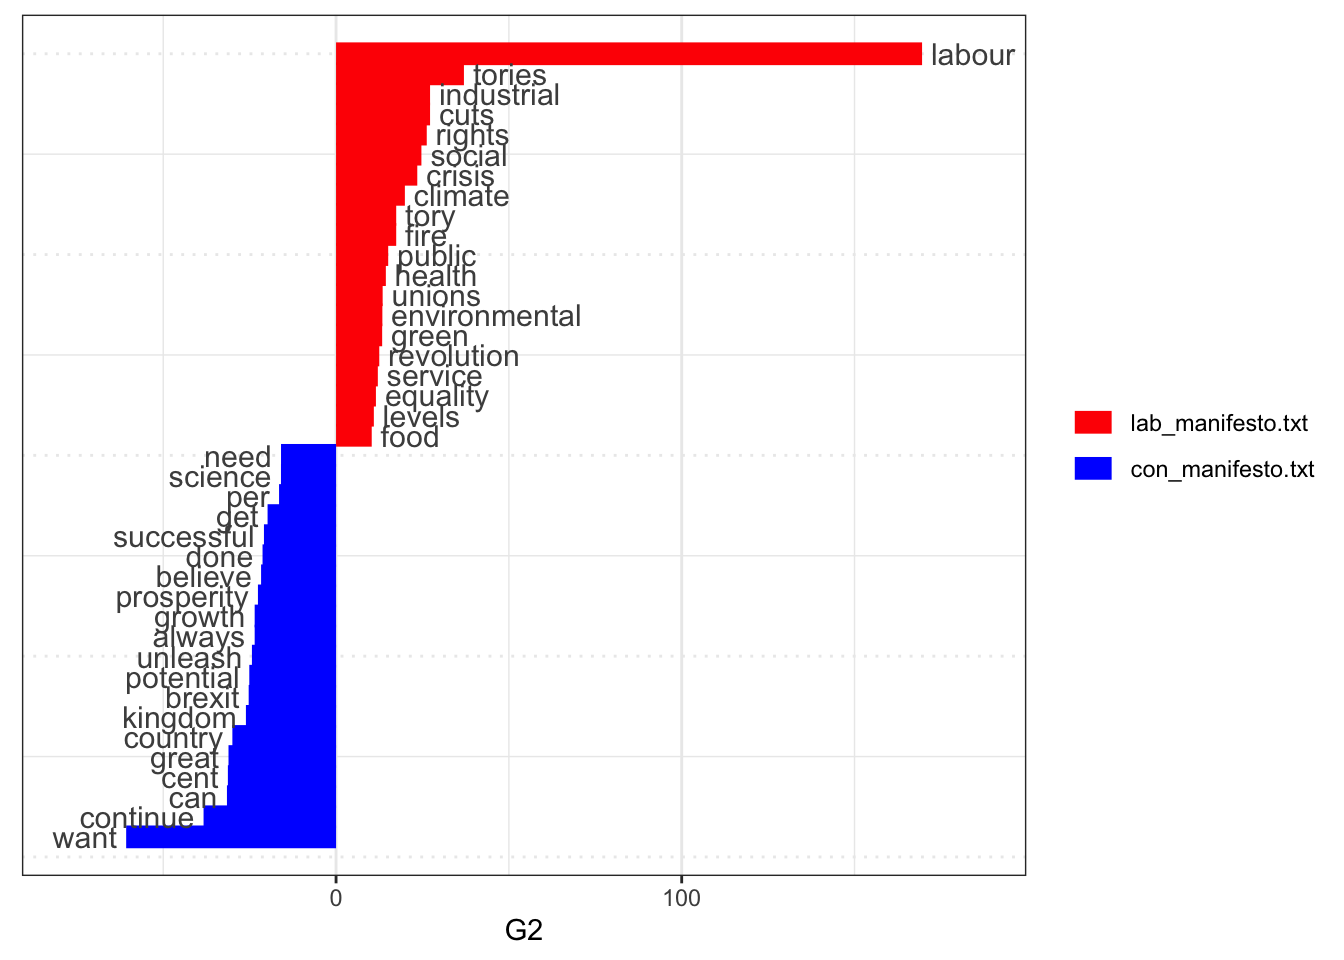 labour
tories
industrial
cuts
rights
social
crisis
climate
tory
fire
public
health
unions
environmental
green
revolution
service
equality
levels
food
need
science
per
get
successful
done
believe
prosperity
growth
always
unleash
potential
brexit
kingdom
country
great
cent
can
continue
want
0
100
G2
lab_manifesto.txt
con_manifesto.txt